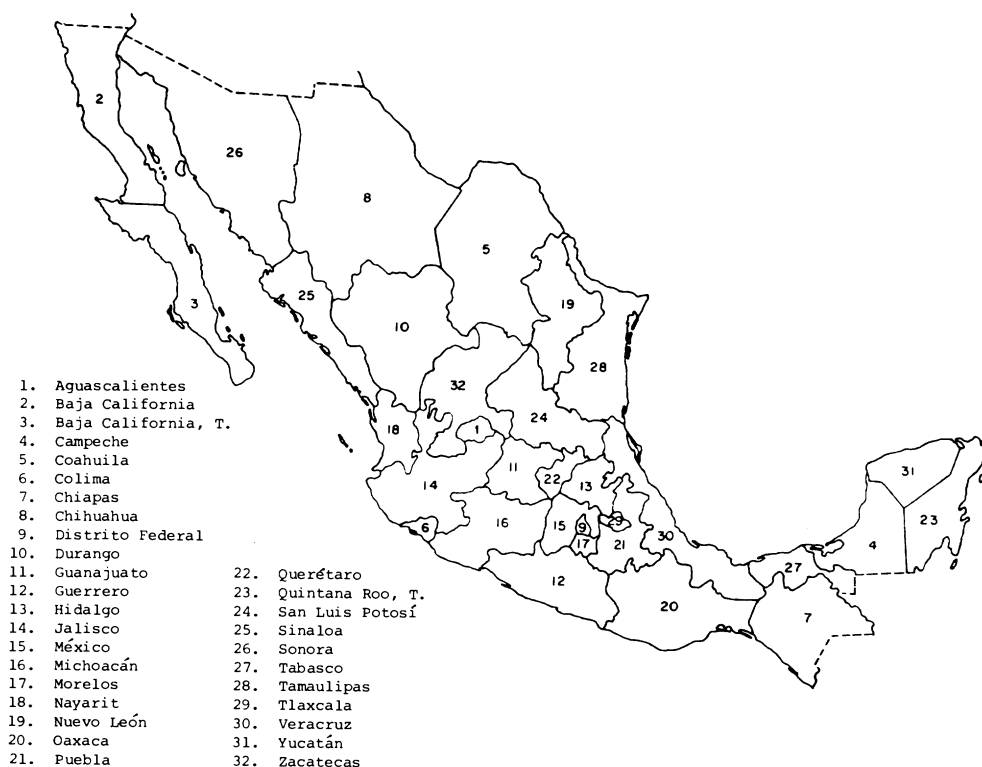 2
26
8
5
19
25
3
10
28
32
24
18
1
11
22
13
31
14
29
23
6
16
15
9
30
17
21
4
27
12
20
7
1. Aguascalientes
2. Baja California
3. Baja California, T.
4. Campeche
5. Coahuila
6. Colima
7. Chiapas
8. Chihuahua
9. Distrito Federal
10. Durango
11. Guanajuato
12. Guerrero
13. Hidalgo
14. Jalisco
15. México
16. Michoacán
17. Morelos
18. Nayarit
19. Nuevo León
20. Oaxaca
21. Puebla
22. Querétaro
23. Quintana Roo, T.
24. San Luis Potosí
25. Sinaloa
26. Sonora
27. Tabasco
28. Tamaulipas
29. Tlaxcala
30. Veracruz
31. Yucatán
32. Zacatecas